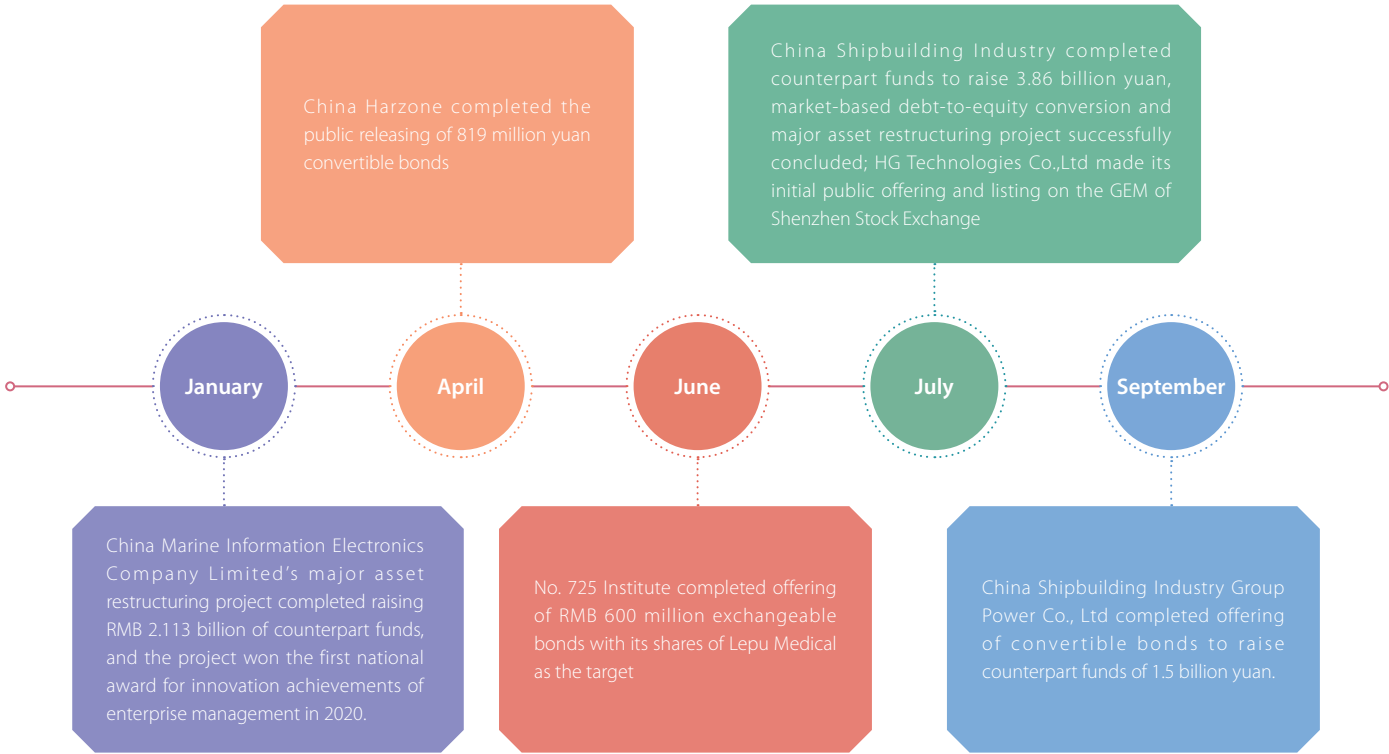 China Harzone completed the
public releasing of 819 million yuan
convertible bonds
China Shipbuilding Industry completed
counterpart funds to raise 3.86 billion yuan,
market-based debt-to-equity conversion and
major asset restructuring project successfully
concluded; HG Technologies Co.,Ltd made its
initial public offering and listing on the GEM of
Shenzhen Stock Exchange
January
April
June
July
September
China Marine Information Electronics
Company Limited's major asset
restructuring project completed raising
RMB 2.113 billion of counterpart funds,
and the project won the first national
award for innovation achievements of
enterprise management in 2020.
No. 725 Institute completed offering
of RMB 600 million exchangeable
bonds with its shares of Lepu Medical
as the target
China Shipbuilding Industry Group
Power Co., Ltd completed offering
of convertible bonds to raise
counterpart funds of 1.5 billion yuan.